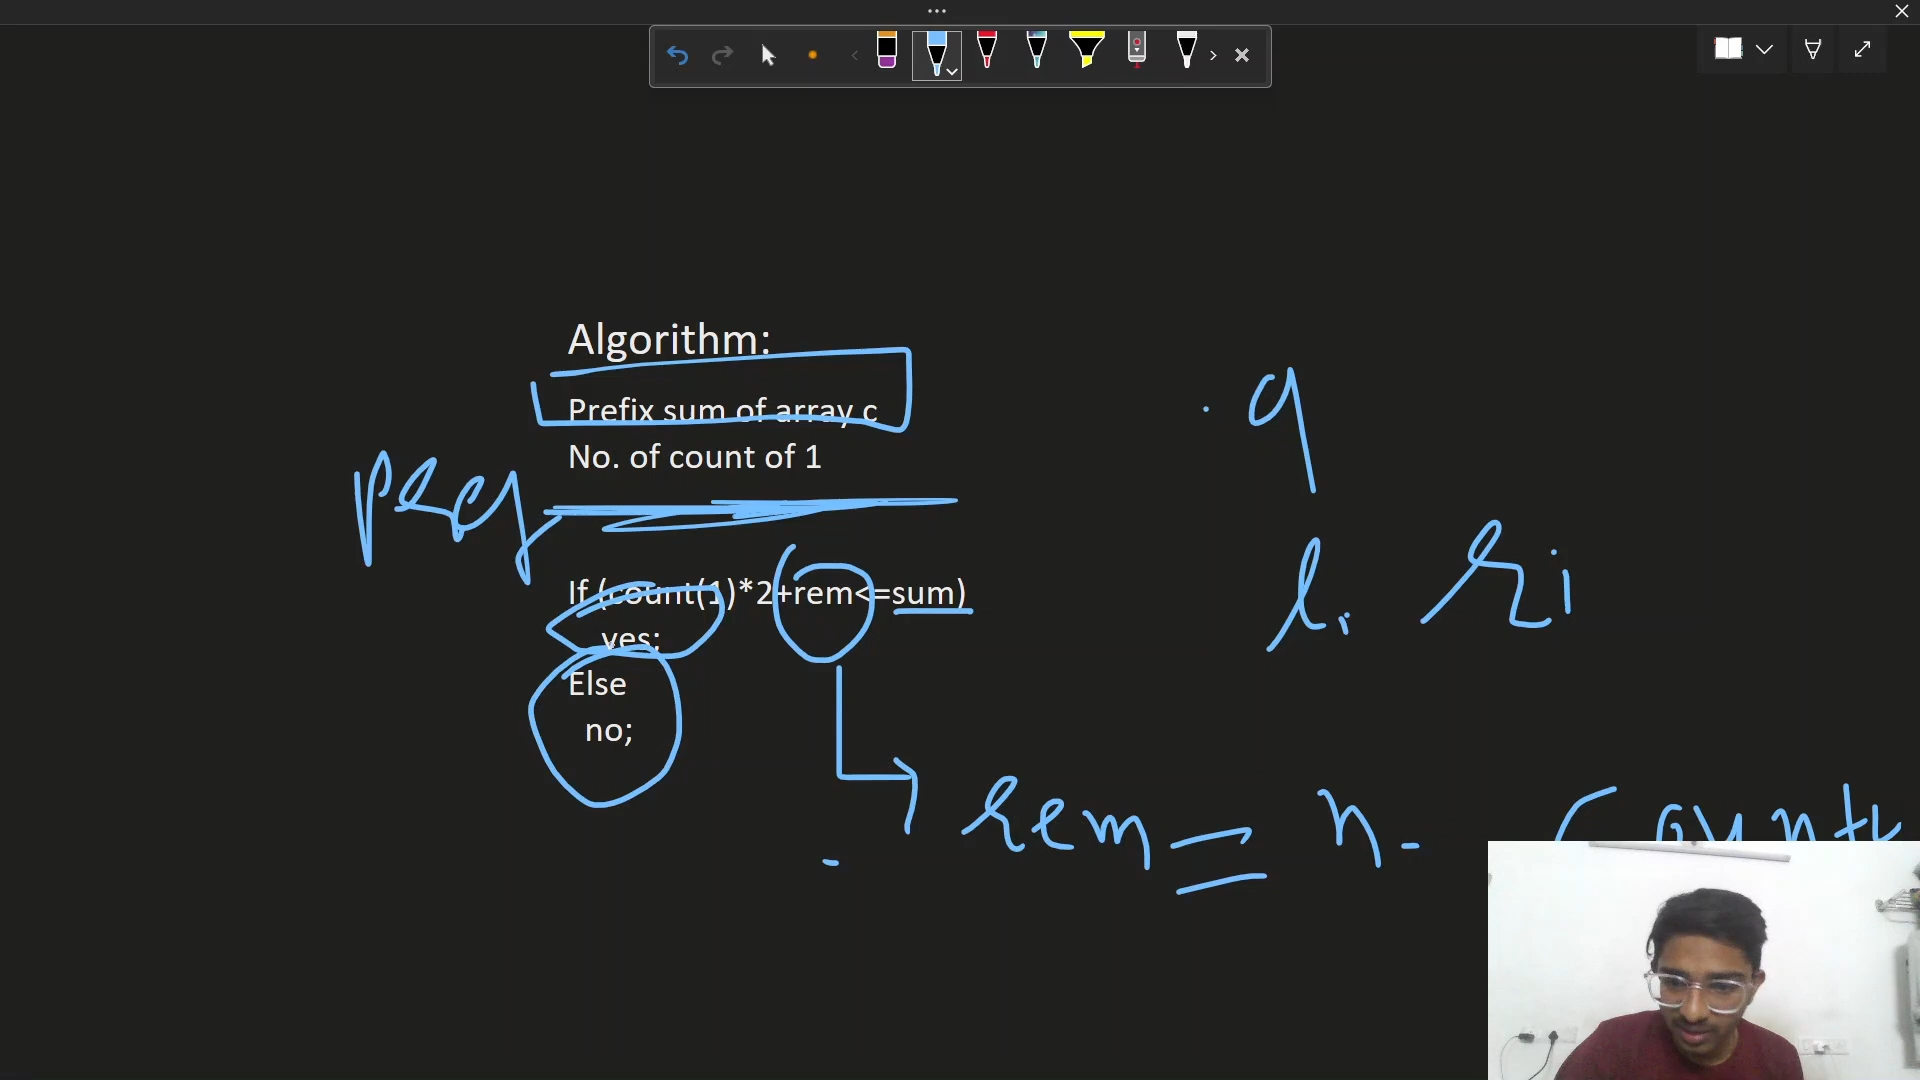 Algorithm:
Prefix sum of array c
No. of count of 1
If (count(1)*2+rem<=sum)
yes;
Else
no;
q
li ri
rem = n -